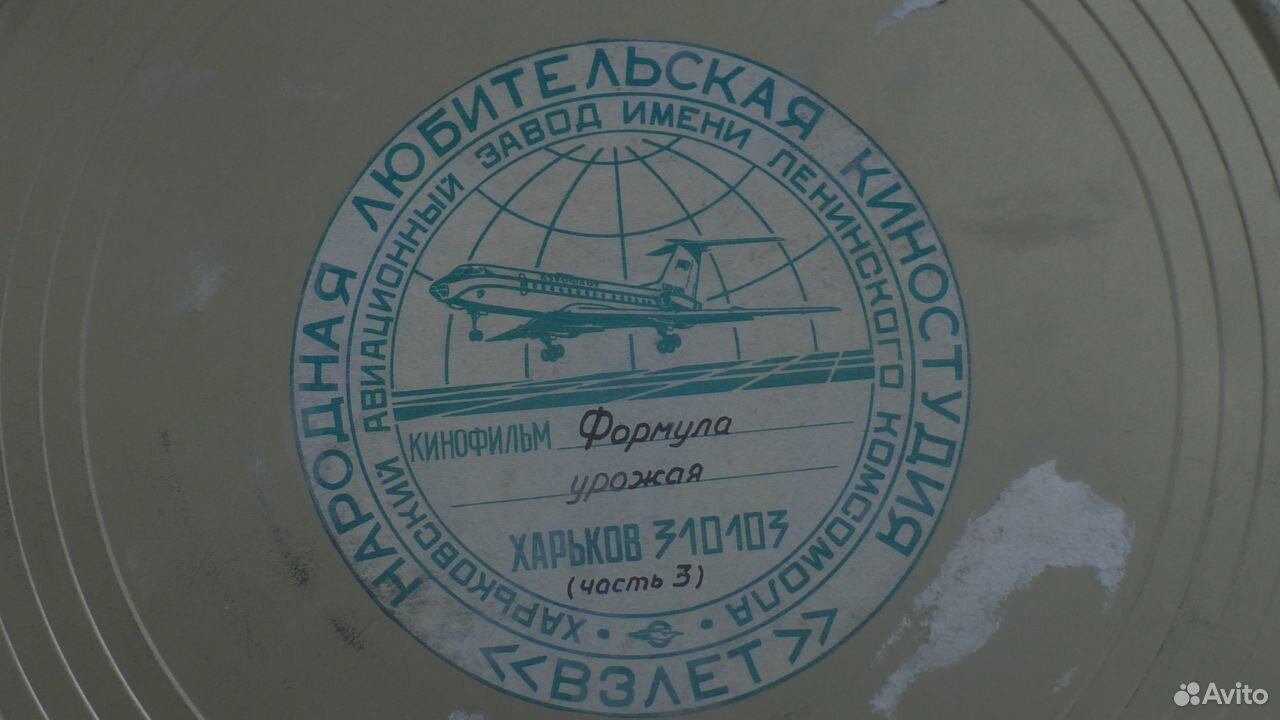 НАРОДНАЯ ЛЮБИТЕЛЬСКАЯ КИНОСТУДИЯ
«ВЗЛЕТ»
ХАРЬКОВСКИЙ АВИАЦИОННЫЙ ЗАВОД ИМЕНИ ЛЕНИНСКОГО КОМСОМОЛА
АЭРОФЛОТ
КИНОФИЛЬМ Формула
урожая
ХАРЬКОВ 310103
(часть 3)
Avito